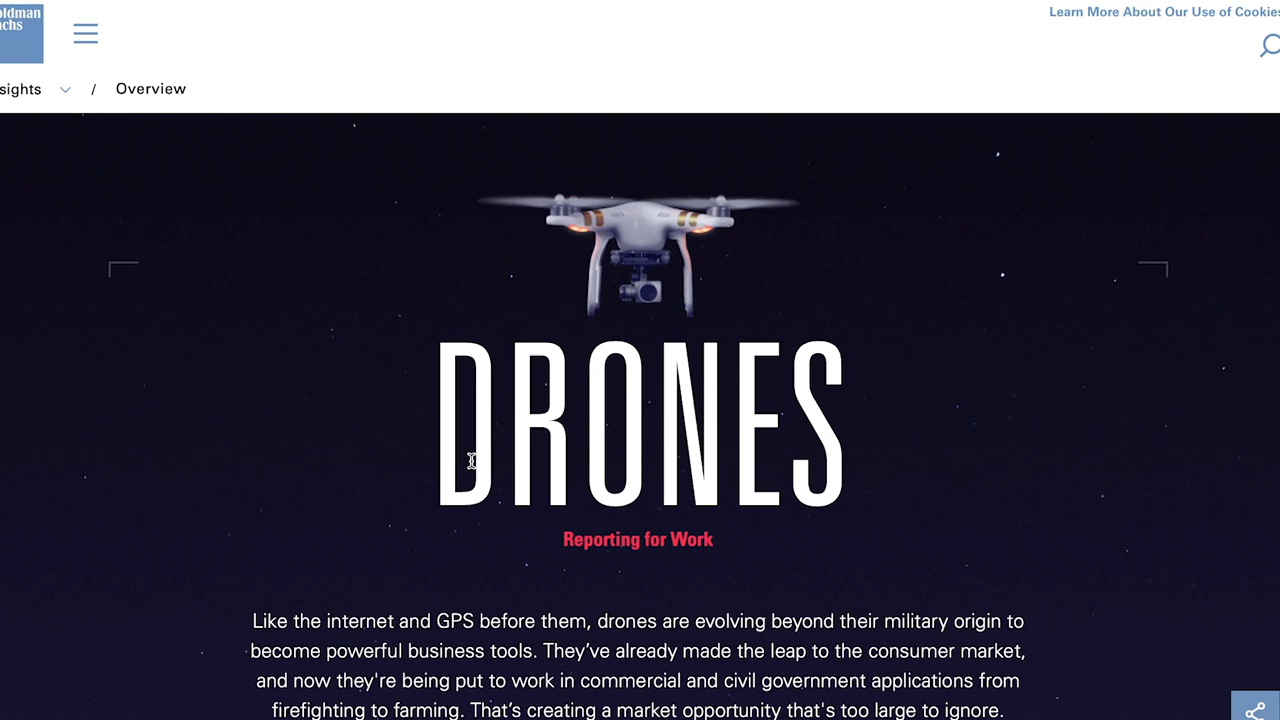 Learn More About Our Use of Cookies
oldman
achs
sights / Overview
DRONES
Reporting for Work
Like the internet and GPS before them, drones are evolving beyond their military origin to
become powerful business tools. They've already made the leap to the consumer market,
and now they're being put to work in commercial and civil government applications from
firefighting to farming. That's creating a market opportunity that's too large to ignore.